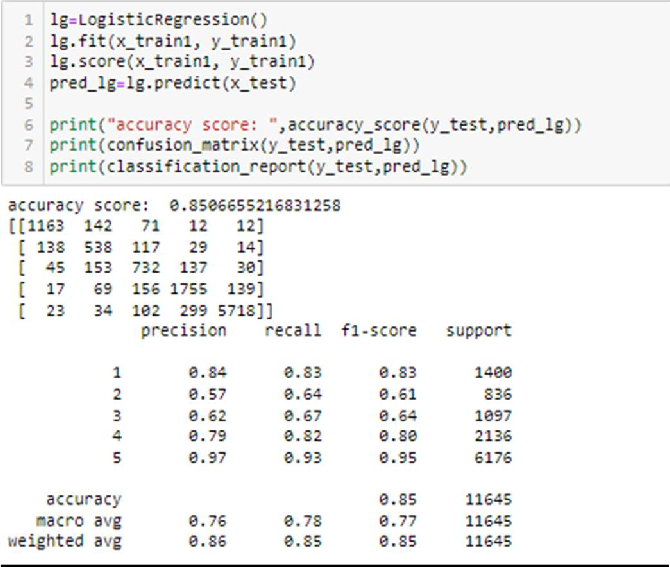 1 lg=LogisticRegression()
2 lg.fit(x_train1, y_train1)
3 lg.score(x_train1, y_train1)
4 pred_lg=lg.predict(x_test)
5
6 print("accuracy score: ",accuracy_score(y_test,pred_lg))
7 print(confusion_matrix(y_test,pred_lg))
8 print(classification_report(y_test,pred_lg))
accuracy score: 0.8506655216831258
[[1163 142 71 12 12]
[ 138 538 117 29 14]
[ 45 153 732 137 30]
[ 17 69 156 1755 139]
[ 23 34 102 299 5718]]
precision recall f1-score support
1 0.84 0.83 0.83 1400
2 0.57 0.64 0.61 836
3 0.62 0.67 0.64 1097
4 0.79 0.82 0.80 2136
5 0.97 0.93 0.95 6176
accuracy 0.85 11645
macro avg 0.76 0.78 0.77 11645
weighted avg 0.86 0.85 0.85 11645